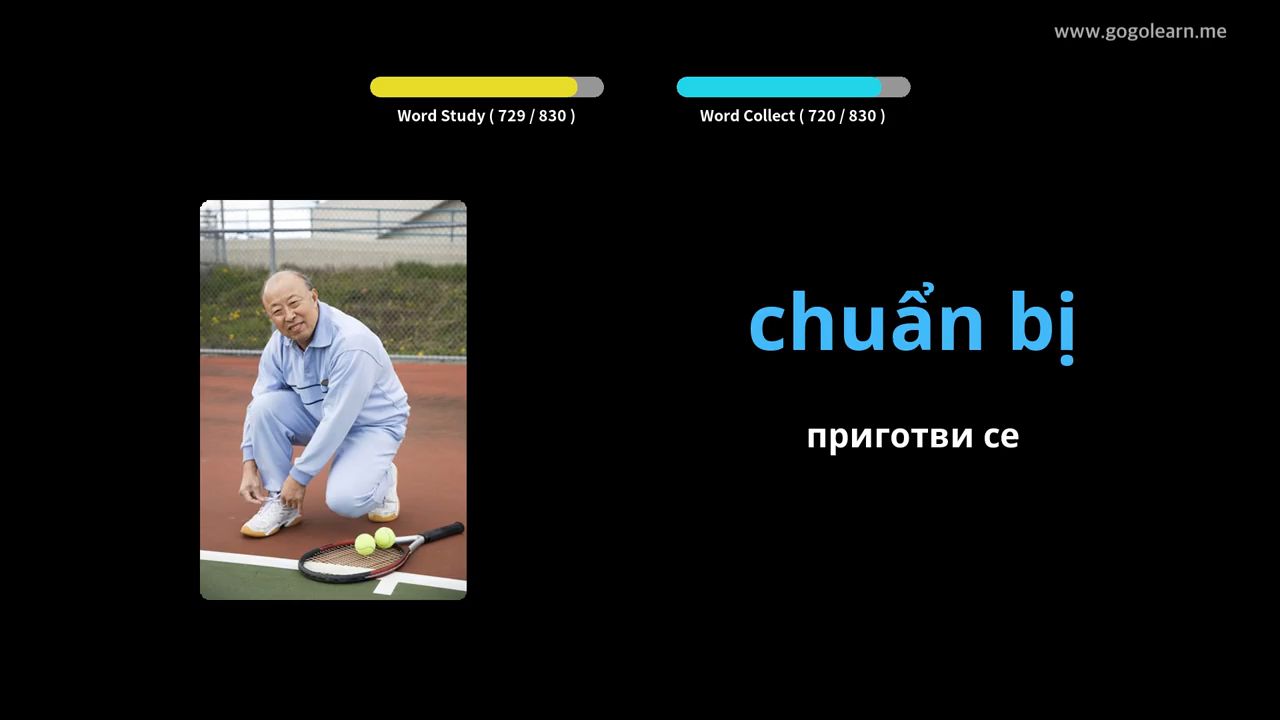 www.gogolearn.me
Word Study ( 729 / 830 )
Word Collect ( 720 / 830 )
chuẩn bị
приготви се